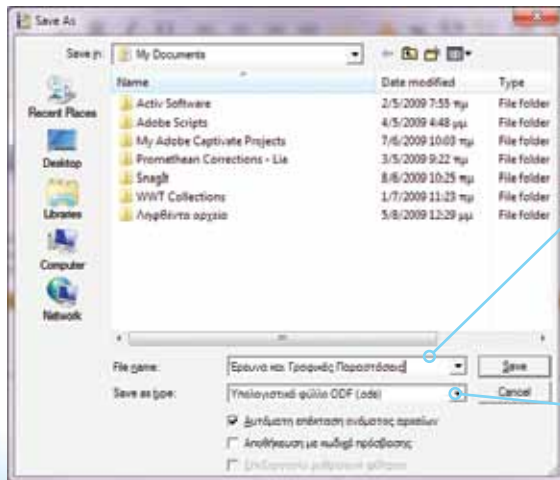 Save As
Save in: My Documents
Name Date modified Type
Activ Software 2/5/2009 7:55 πμ File folder
Adobe Scripts 4/5/2009 4:48 μμ File folder
My Adobe Captivate Projects 7/6/2009 10:03 πμ File folder
Promethean Corrections - Lia 3/5/2009 9:22 πμ File folder
SnagIt 8/6/2009 10:25 πμ File folder
WWT Collections 1/7/2009 11:23 πμ File folder
Ληφθέντα αρχεία 5/8/2009 12:29 μμ File folder
Recent Places
Desktop
Libraries
Computer
Network
File name: Έρευνα και Γραφικές Παραστάσεις Save
Save as type: Υπολογιστικό φύλλο ODF (.ods) Cancel
Αυτόματη επέκταση ονόματος αρχείων
Αποθήκευση με κωδικό πρόσβασης